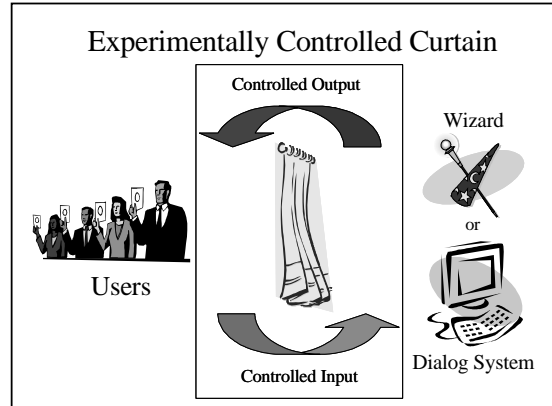 Experimentally Controlled Curtain
Controlled Output
Wizard
or
Users
Dialog System
Controlled Input